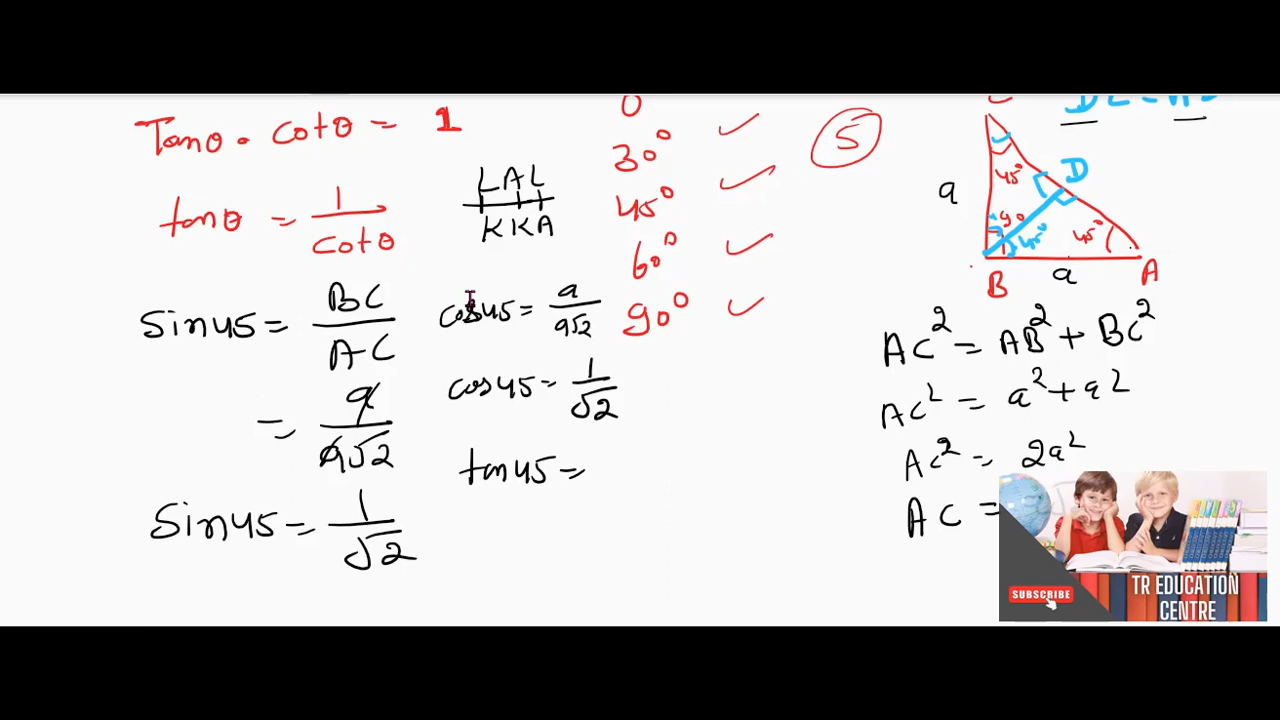 Tanθ . cotθ = 1
tanθ = 1/cotθ
LAL
KKA
Sin45 = BC/AC
= a/a√2
Sin45 = 1/√2
cos45 = a/a√2
cos45 = 1/√2
tan45 =
0
30°
45°
60°
90°
5
C
D
a
45°
90
45°
45°
B
a
A
AC² = AB² + BC²
AC² = a² + a²
AC² = 2a²
AC =
SUBSCRIBE
TR EDUCATION
CENTRE